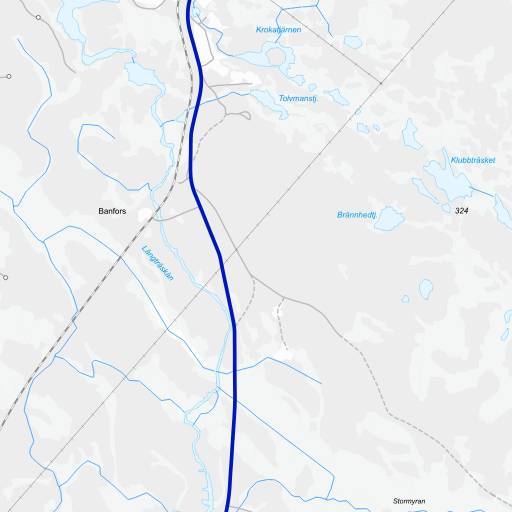 Krokatjärnen
Tolvmanstj.
Klubbträsket
Banfors
Brännhedtj.
324
Långträskån
Stormyran